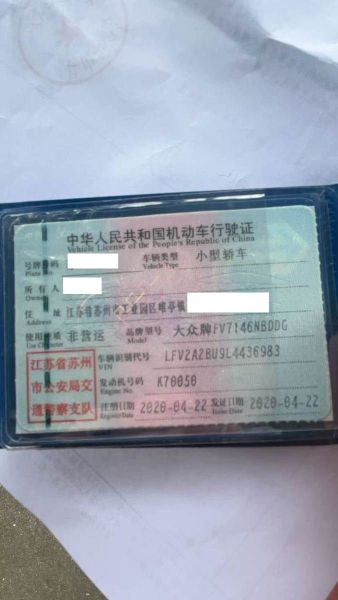 中华人民共和国机动车行驶证
Vehicle License of the People's Republic of China
号牌号码 车辆类型 小型轿车
Plate No. Vehicle Type
所有人
Owner
住址 江苏省苏州市工业园区唯亭镇
Address
使用性质 非营运 品牌型号 大众牌FV7146NBDDG
Use Character Model
江苏省苏州市公安局交通警察支队
车辆识别代号 LFV2A2BU9L4436983
VIN
发动机号码 K70050
Engine No.
注册日期 2020-04-22 发证日期 2020-04-22
Register Date Issue Date